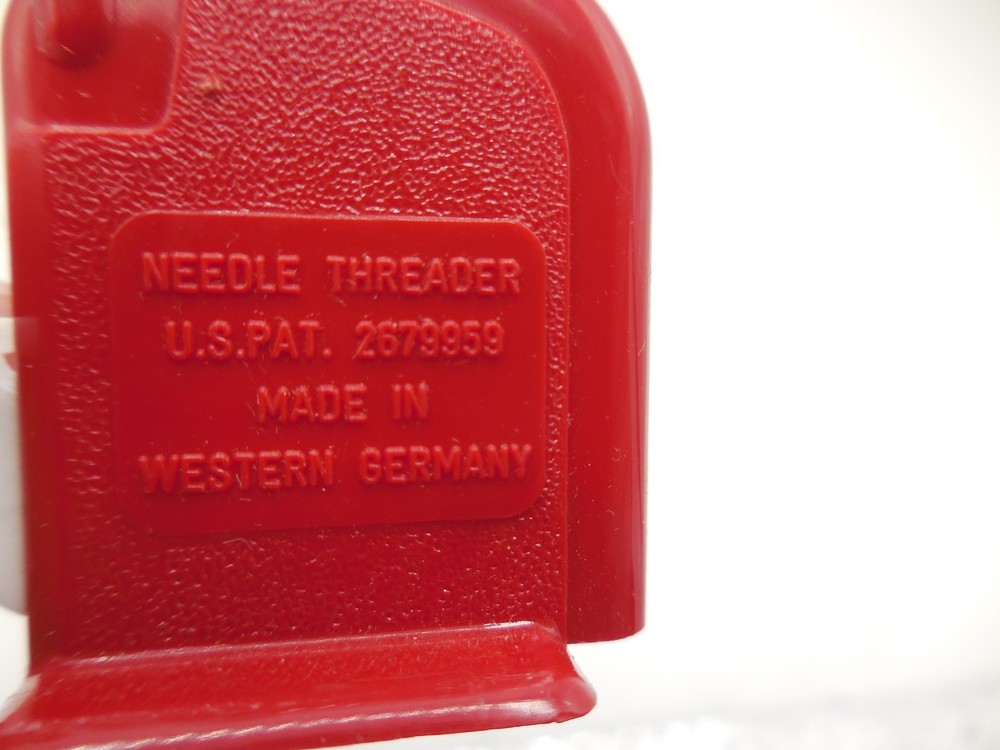 NEEDLE THREADER
U.S.PAT. 2679959
MADE IN
WESTERN GERMANY